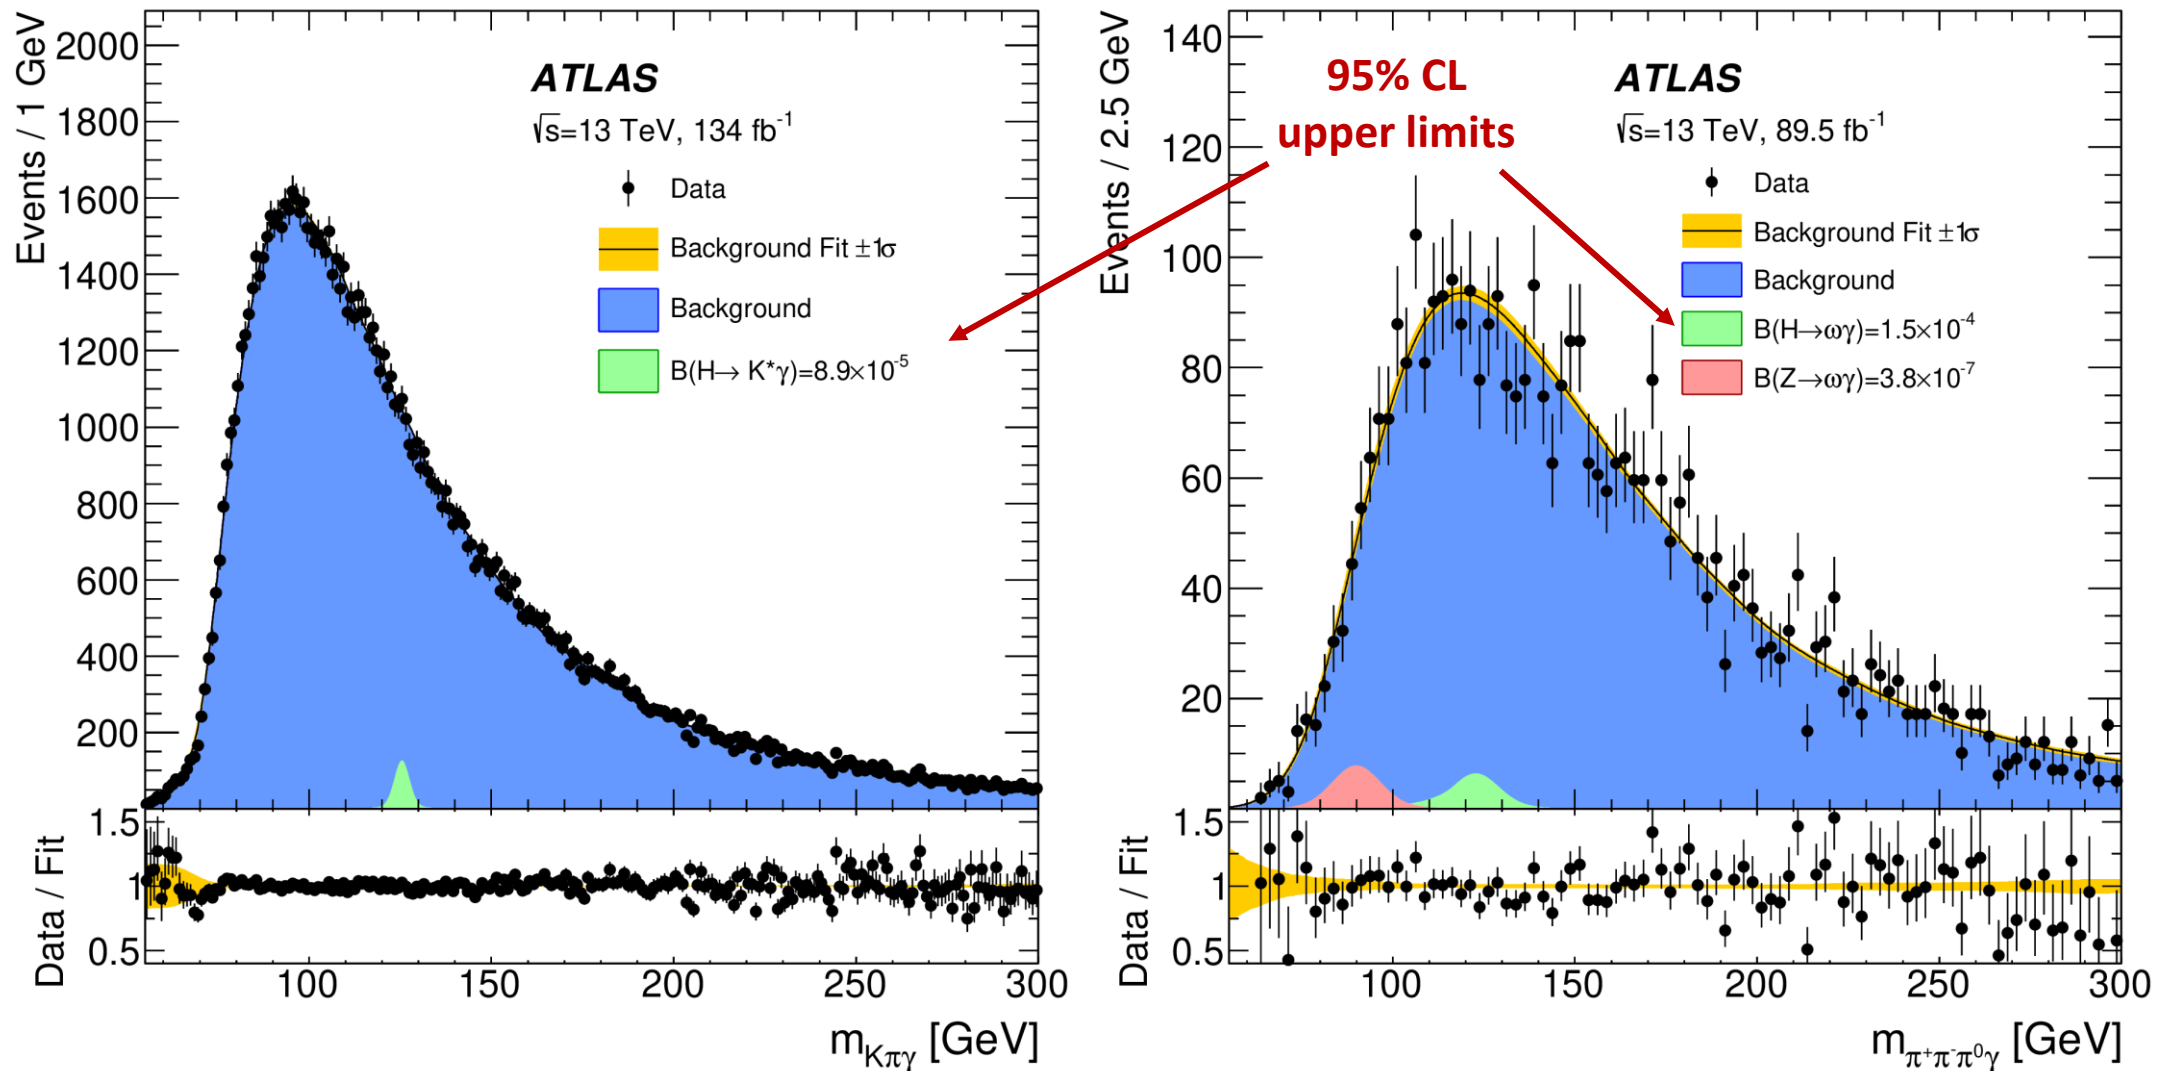 Events / 1 GeV
2000
1800
1600
1400
1200
1000
800
600
400
200
ATLAS
√s=13 TeV, 134 fb⁻¹
Data
Background Fit ±1σ
Background
B(H→ K*γ)=8.9×10⁻⁵
Data / Fit
1.5
1
0.5
100 150 200 250 300
m_Kπγ [GeV]
95% CL
upper limits
Events / 2.5 GeV
140
120
100
80
60
40
20
ATLAS
√s=13 TeV, 89.5 fb⁻¹
Data
Background Fit ±1σ
Background
B(H→ωγ)=1.5×10⁻⁴
B(Z→ωγ)=3.8×10⁻⁷
Data / Fit
1.5
1
0.5
100 150 200 250 300
m_π⁺π⁻π⁰γ [GeV]